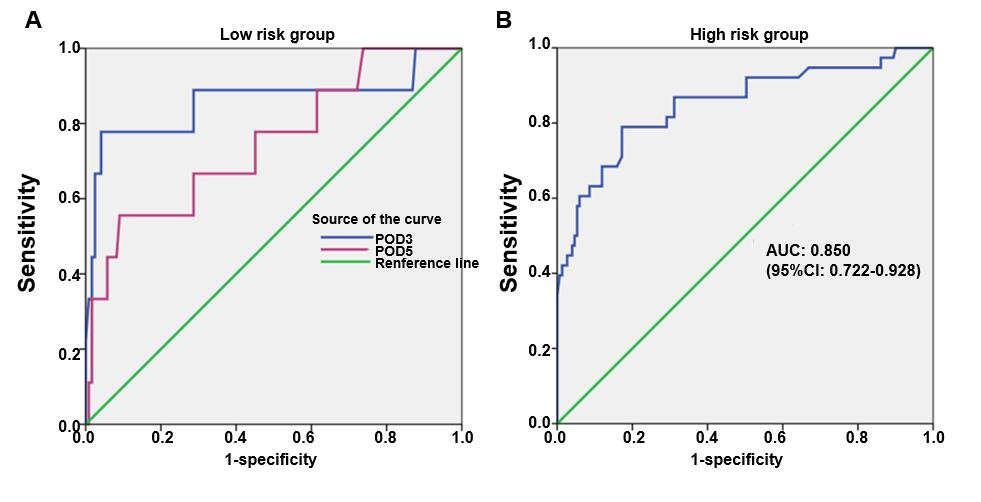 A
Low risk group
1.0
0.8
0.6
0.4
0.2
0.0
Sensitivity
Source of the curve
POD3
POD5
Renference line
0.0 0.2 0.4 0.6 0.8 1.0
1-specificity
B
High risk group
1.0
0.8
0.6
0.4
0.2
0.0
Sensitivity
AUC: 0.850
(95%CI: 0.722-0.928)
0.0 0.2 0.4 0.6 0.8 1.0
1-specificity